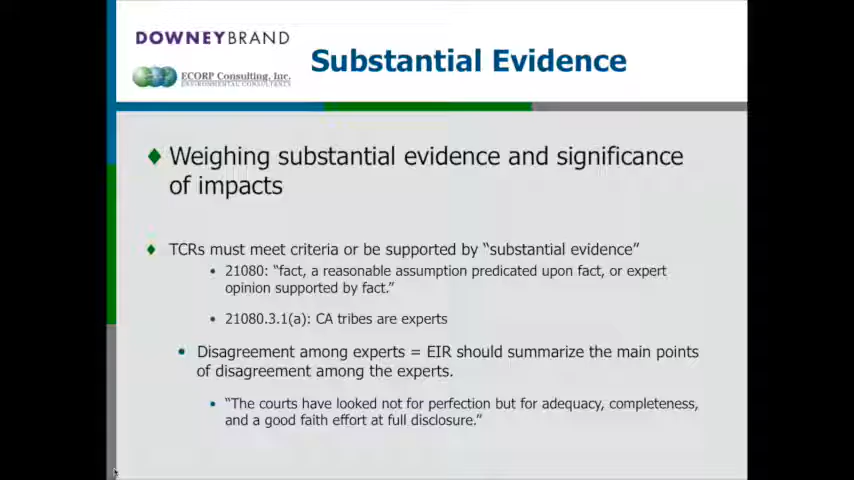 DOWNEYBRAND
ECORP Consulting, Inc.
ENVIRONMENTAL CONSULTANTS
Substantial Evidence
Weighing substantial evidence and significance
of impacts
TCRs must meet criteria or be supported by “substantial evidence”
• 21080: “fact, a reasonable assumption predicated upon fact, or expert
opinion supported by fact.”
• 21080.3.1(a): CA tribes are experts
• Disagreement among experts = EIR should summarize the main points
of disagreement among the experts.
• “The courts have looked not for perfection but for adequacy, completeness,
and a good faith effort at full disclosure.”